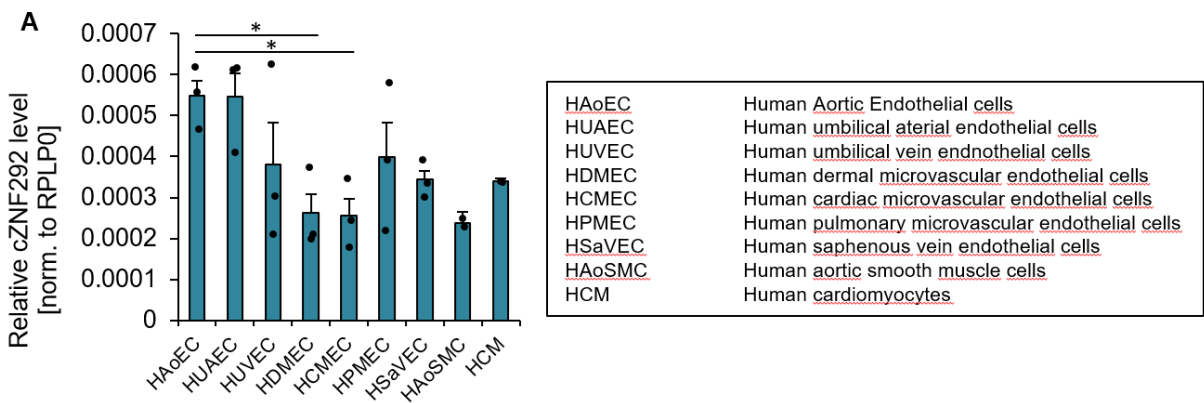 A
Relative cZNF292 level
[norm. to RPLP0]
0.0007
0.0006
0.0005
0.0004
0.0003
0.0002
0.0001
0
*
*
HAoEC
HUAEC
HUVEC
HDMEC
HCMEC
HPMEC
HSaVEC
HAoSMC
HCM
HAoEC Human Aortic Endothelial cells
HUAEC Human umbilical aterial endothelial cells
HUVEC Human umbilical vein endnothelial cells
HDMEC Human dermal microvascular endothelial cells
HCMEC Human cardiac microvascular endothelial cells
HPMEC Human pulmonary microvascular endothelial cells
HSaVEC Human saphenous vein endothelial cells
HAoSMC Human aortic smooth muscle cells
HCM Human cardiomyocytes